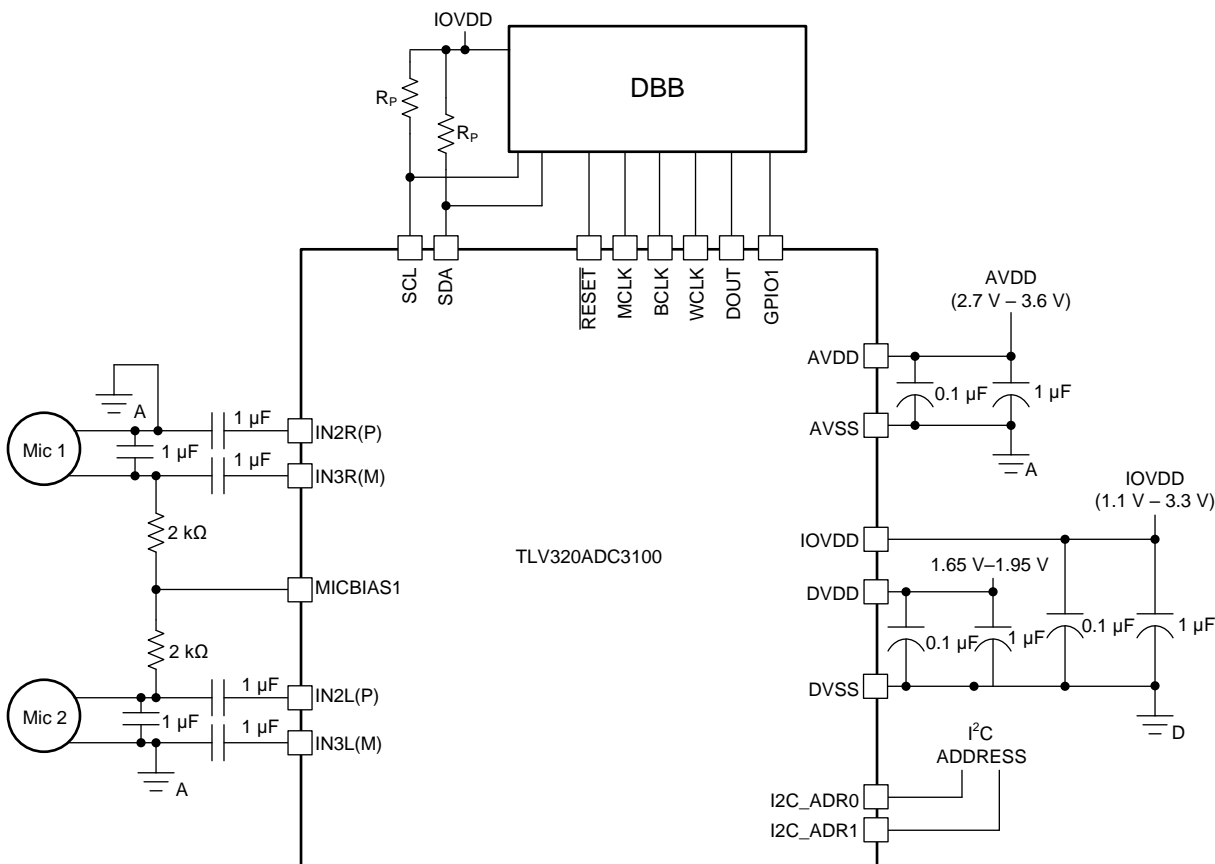 IOVDD
DBB
RP
RP
SCL
SDA
RESET
MCLK
BCLK
WCLK
DOUT
GPIO1
AVDD
(2.7 V – 3.6 V)
AVDD
0.1 µF
1 µF
AVSS
A
A
1 µF
IN2R(P)
Mic 1
1 µF
1 µF
IN3R(M)
2 kΩ
TLV320ADC3100
MICBIAS1
2 kΩ
IOVDD
(1.1 V – 3.3 V)
IOVDD
1.65 V–1.95 V
DVDD
0.1 µF
1 µF
0.1 µF
1 µF
DVSS
D
1 µF
IN2L(P)
Mic 2
1 µF
1 µF
IN3L(M)
A
I²C
ADDRESS
I2C_ADR0
I2C_ADR1